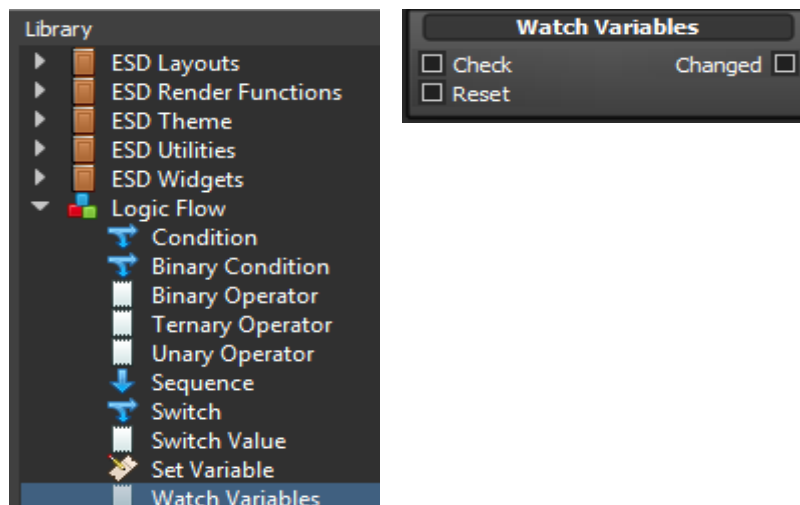 Library
ESD Layouts
ESD Render Functions
ESD Theme
ESD Utilities
ESD Widgets
Logic Flow
Condition
Binary Condition
Binary Operator
Ternary Operator
Unary Operator
Sequence
Switch
Switch Value
Set Variable
Watch Variables
Watch Variables
Check Changed
Reset